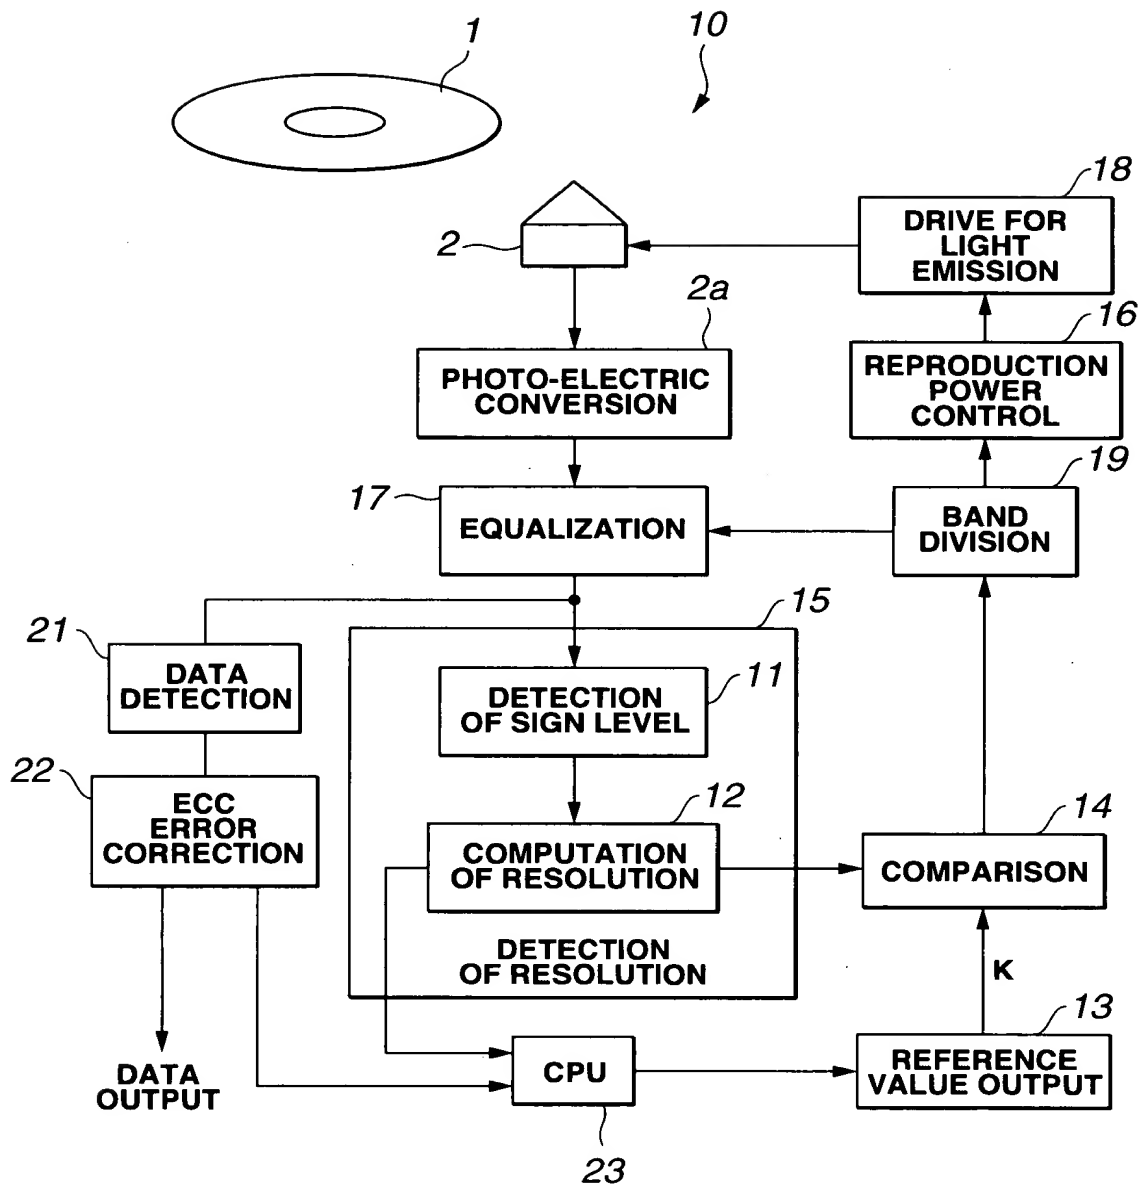 1
10
18
DRIVE FOR
LIGHT
EMISSION
2
2a
16
PHOTO-ELECTRIC
CONVERSION
REPRODUCTION
POWER
CONTROL
17
19
EQUALIZATION
BAND
DIVISION
15
21
DATA
DETECTION
11
DETECTION
OF SIGN LEVEL
22
ECC
ERROR
CORRECTION
12
COMPUTATION
OF RESOLUTION
14
COMPARISON
DETECTION
OF RESOLUTION
K
13
DATA
OUTPUT
CPU
REFERENCE
VALUE OUTPUT
23